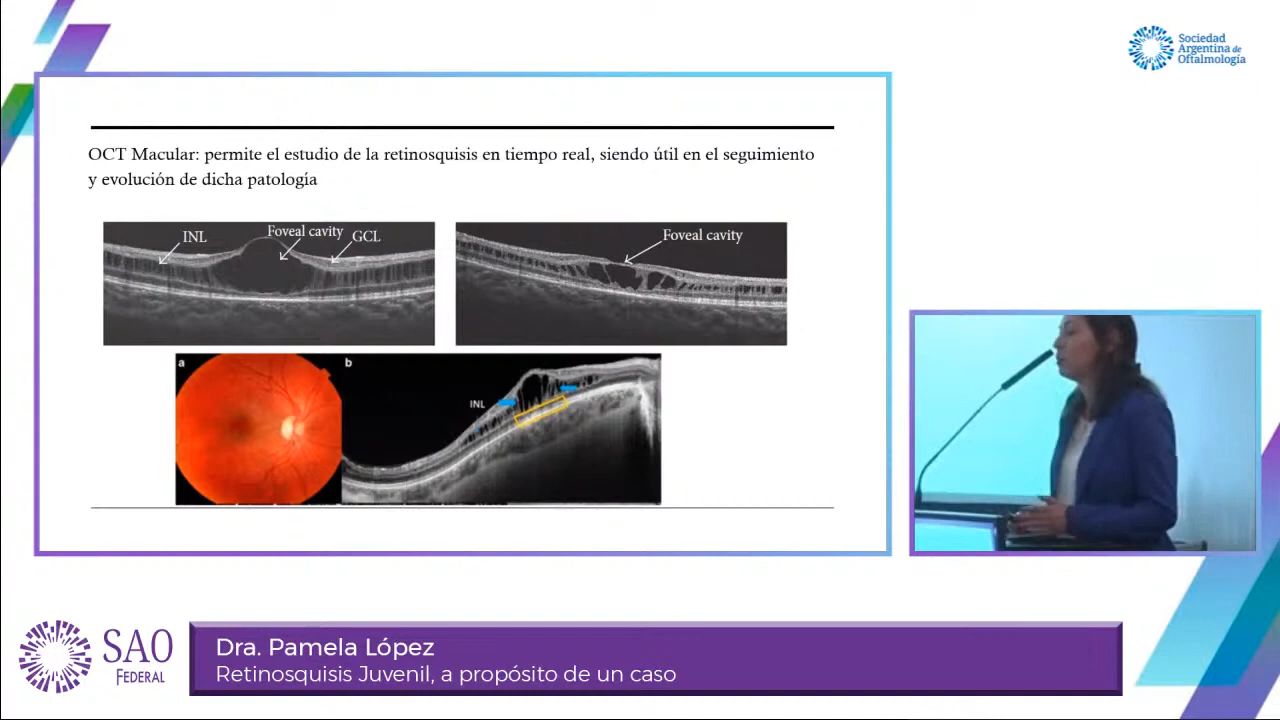 Sociedad
Argentina de
Oftalmología
OCT Macular: permite el estudio de la retinosquisis en tiempo real, siendo útil en el seguimiento
y evolución de dicha patología
INL
Foveal cavity
GCL
Foveal cavity
a
b
INL
SAO
FEDERAL
Dra. Pamela López
Retinosquisis Juvenil, a propósito de un caso